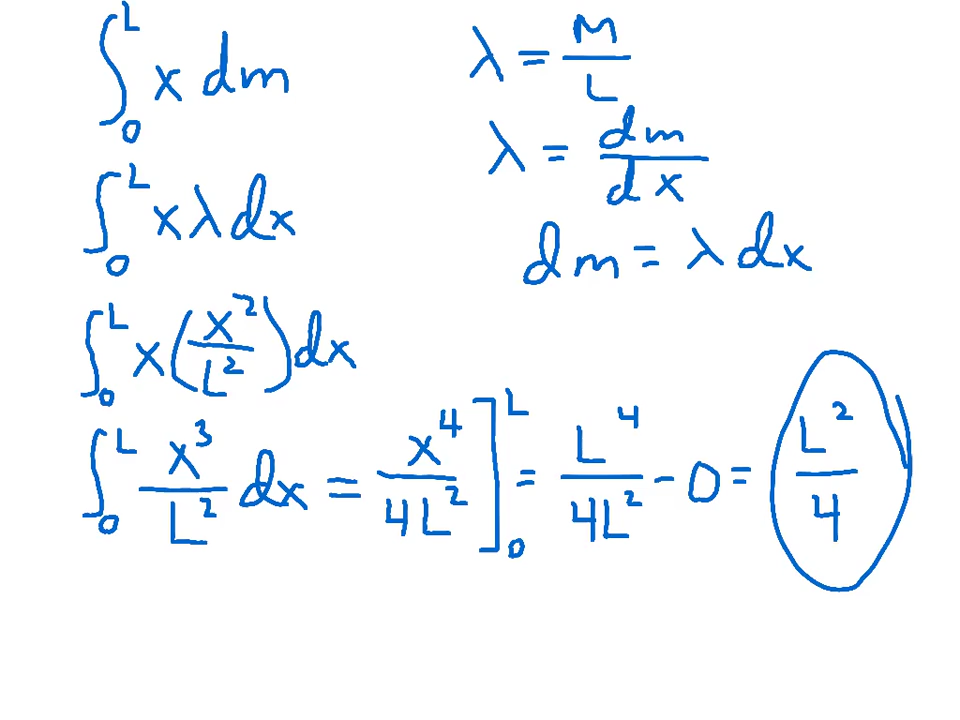 ∫₀ᴸ x dm
λ = M/L
λ = dm/dx
∫₀ᴸ x λ dx
dm = λ dx
∫₀ᴸ x (x²/L²) dx
∫₀ᴸ x³/L² dx = x⁴/4L² ]₀ᴸ = L⁴/4L² - 0 = L²/4